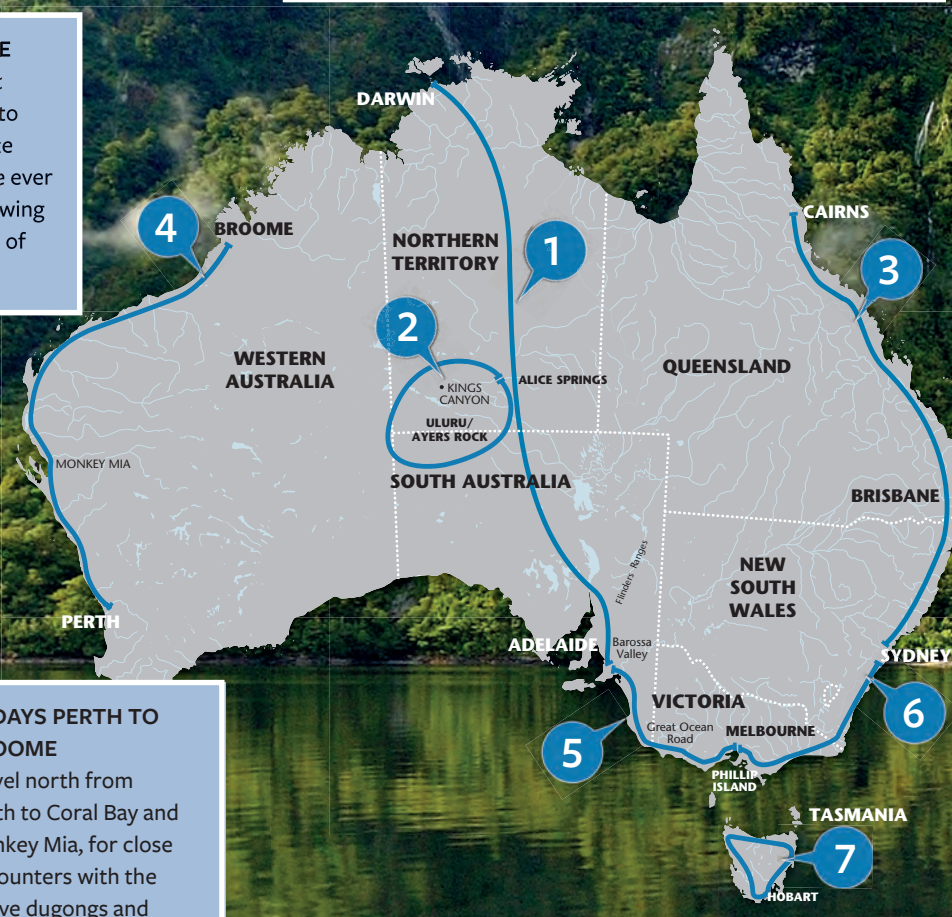 E
to
e ever
wing
of
DARWIN
CAIRNS
4
BROOME
NORTHERN
TERRITORY
1
3
2
WESTERN
AUSTRALIA
QUEENSLAND
ALICE SPRINGS
• KINGS
CANYON
ULURU/
AYERS ROCK
MONKEY MIA
SOUTH AUSTRALIA
BRISBANE
Flinders Ranges
NEW
SOUTH
WALES
PERTH
ADELAIDE
Barossa
Valley
SYDNEY
VICTORIA
6
Great Ocean
Road
MELBOURNE
5
PHILLIP
ISLAND
TASMANIA
7
HOBART
DAYS PERTH TO
OOME
vel north from
th to Coral Bay and
nkey Mia, for close
ounters with the
ve dugongs and